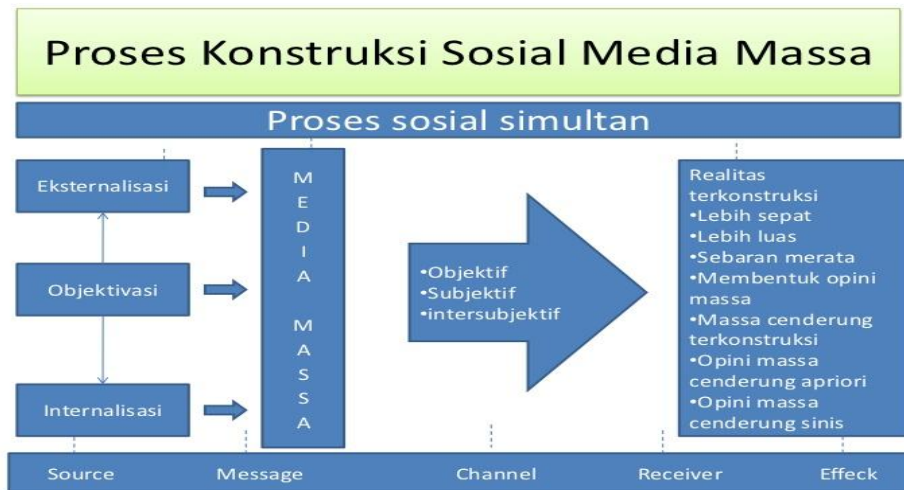 Proses Konstruksi Sosial Media Massa
Proses sosial simultan
Eksternalisasi
Objektivasi
Internalisasi
MEDIA MASSA
•Objektif
•Subjektif
•intersubjektif
Realitas
terkonstruksi
•Lebih sepat
•Lebih luas
•Sebaran merata
•Membentuk opini
massa
•Massa cenderung
terkonstruksi
•Opini massa
cenderung apriori
•Opini massa
cenderung sinis
Source Message Channel Receiver Effeck